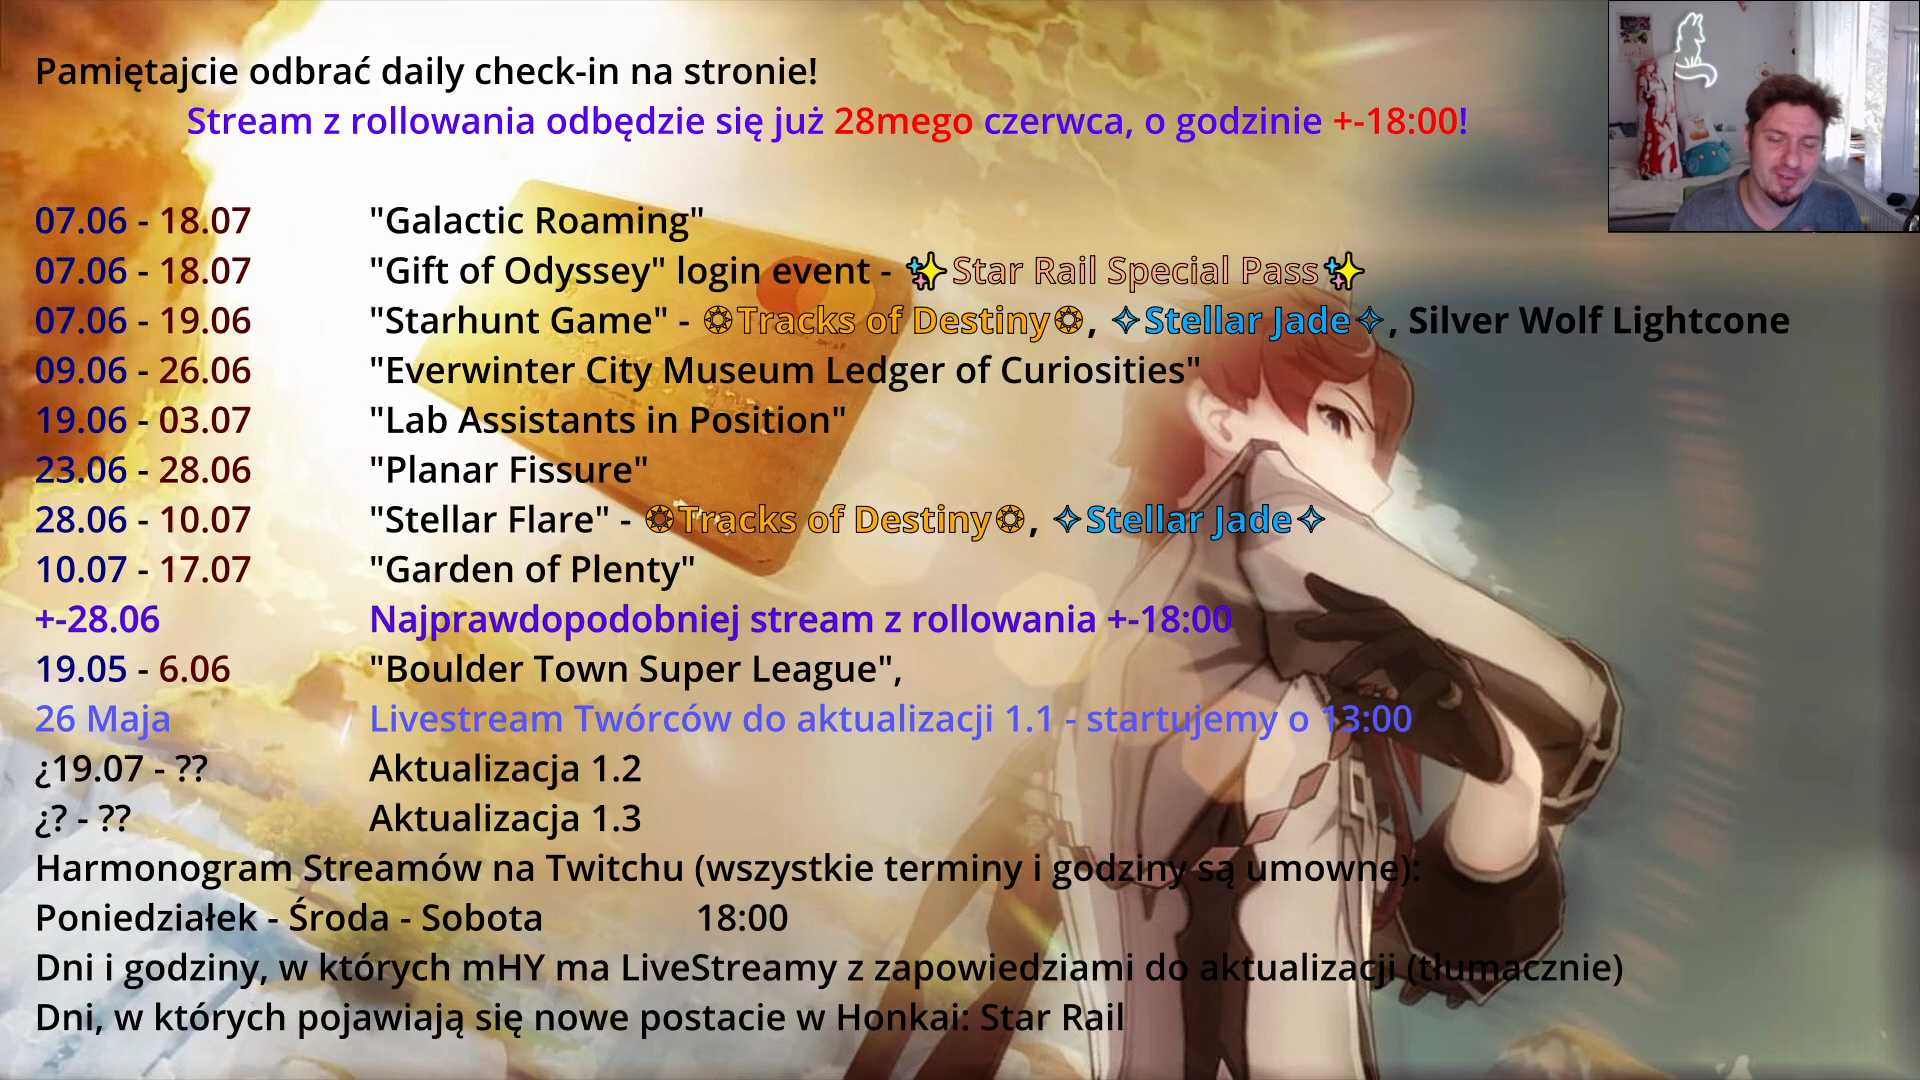 Pamiętajcie odbrać daily check-in na stronie!
Stream z rollowania odbędzie się już 28mego czerwca, o godzinie +-18:00!
07.06 - 18.07 "Galactic Roaming"
07.06 - 18.07 "Gift of Odyssey" login event - ✨Star Rail Special Pass✨
07.06 - 19.06 "Starhunt Game" - ❂Tracks of Destiny❂, ✧Stellar Jade✧, Silver Wolf Lightcone
09.06 - 26.06 "Everwinter City Museum Ledger of Curiosities"
19.06 - 03.07 "Lab Assistants in Position"
23.06 - 28.06 "Planar Fissure"
28.06 - 10.07 "Stellar Flare" - ❂Tracks of Destiny❂, ✧Stellar Jade✧
10.07 - 17.07 "Garden of Plenty"
+-28.06 Najprawdopodobniej stream z rollowania +-18:00
19.05 - 6.06 "Boulder Town Super League",
26 Maja Livestream Twórców do aktualizacji 1.1 - startujemy o 13:00
¿19.07 - ?? Aktualizacja 1.2
¿? - ?? Aktualizacja 1.3
Harmonogram Streamów na Twitchu (wszystkie terminy i godziny są umowne):
Poniedziałek - Środa - Sobota 18:00
Dni i godziny, w których mHY ma LiveStreamy z zapowiedziami do aktualizacji (tłumacznie)
Dni, w których pojawiają się nowe postacie w Honkai: Star Rail